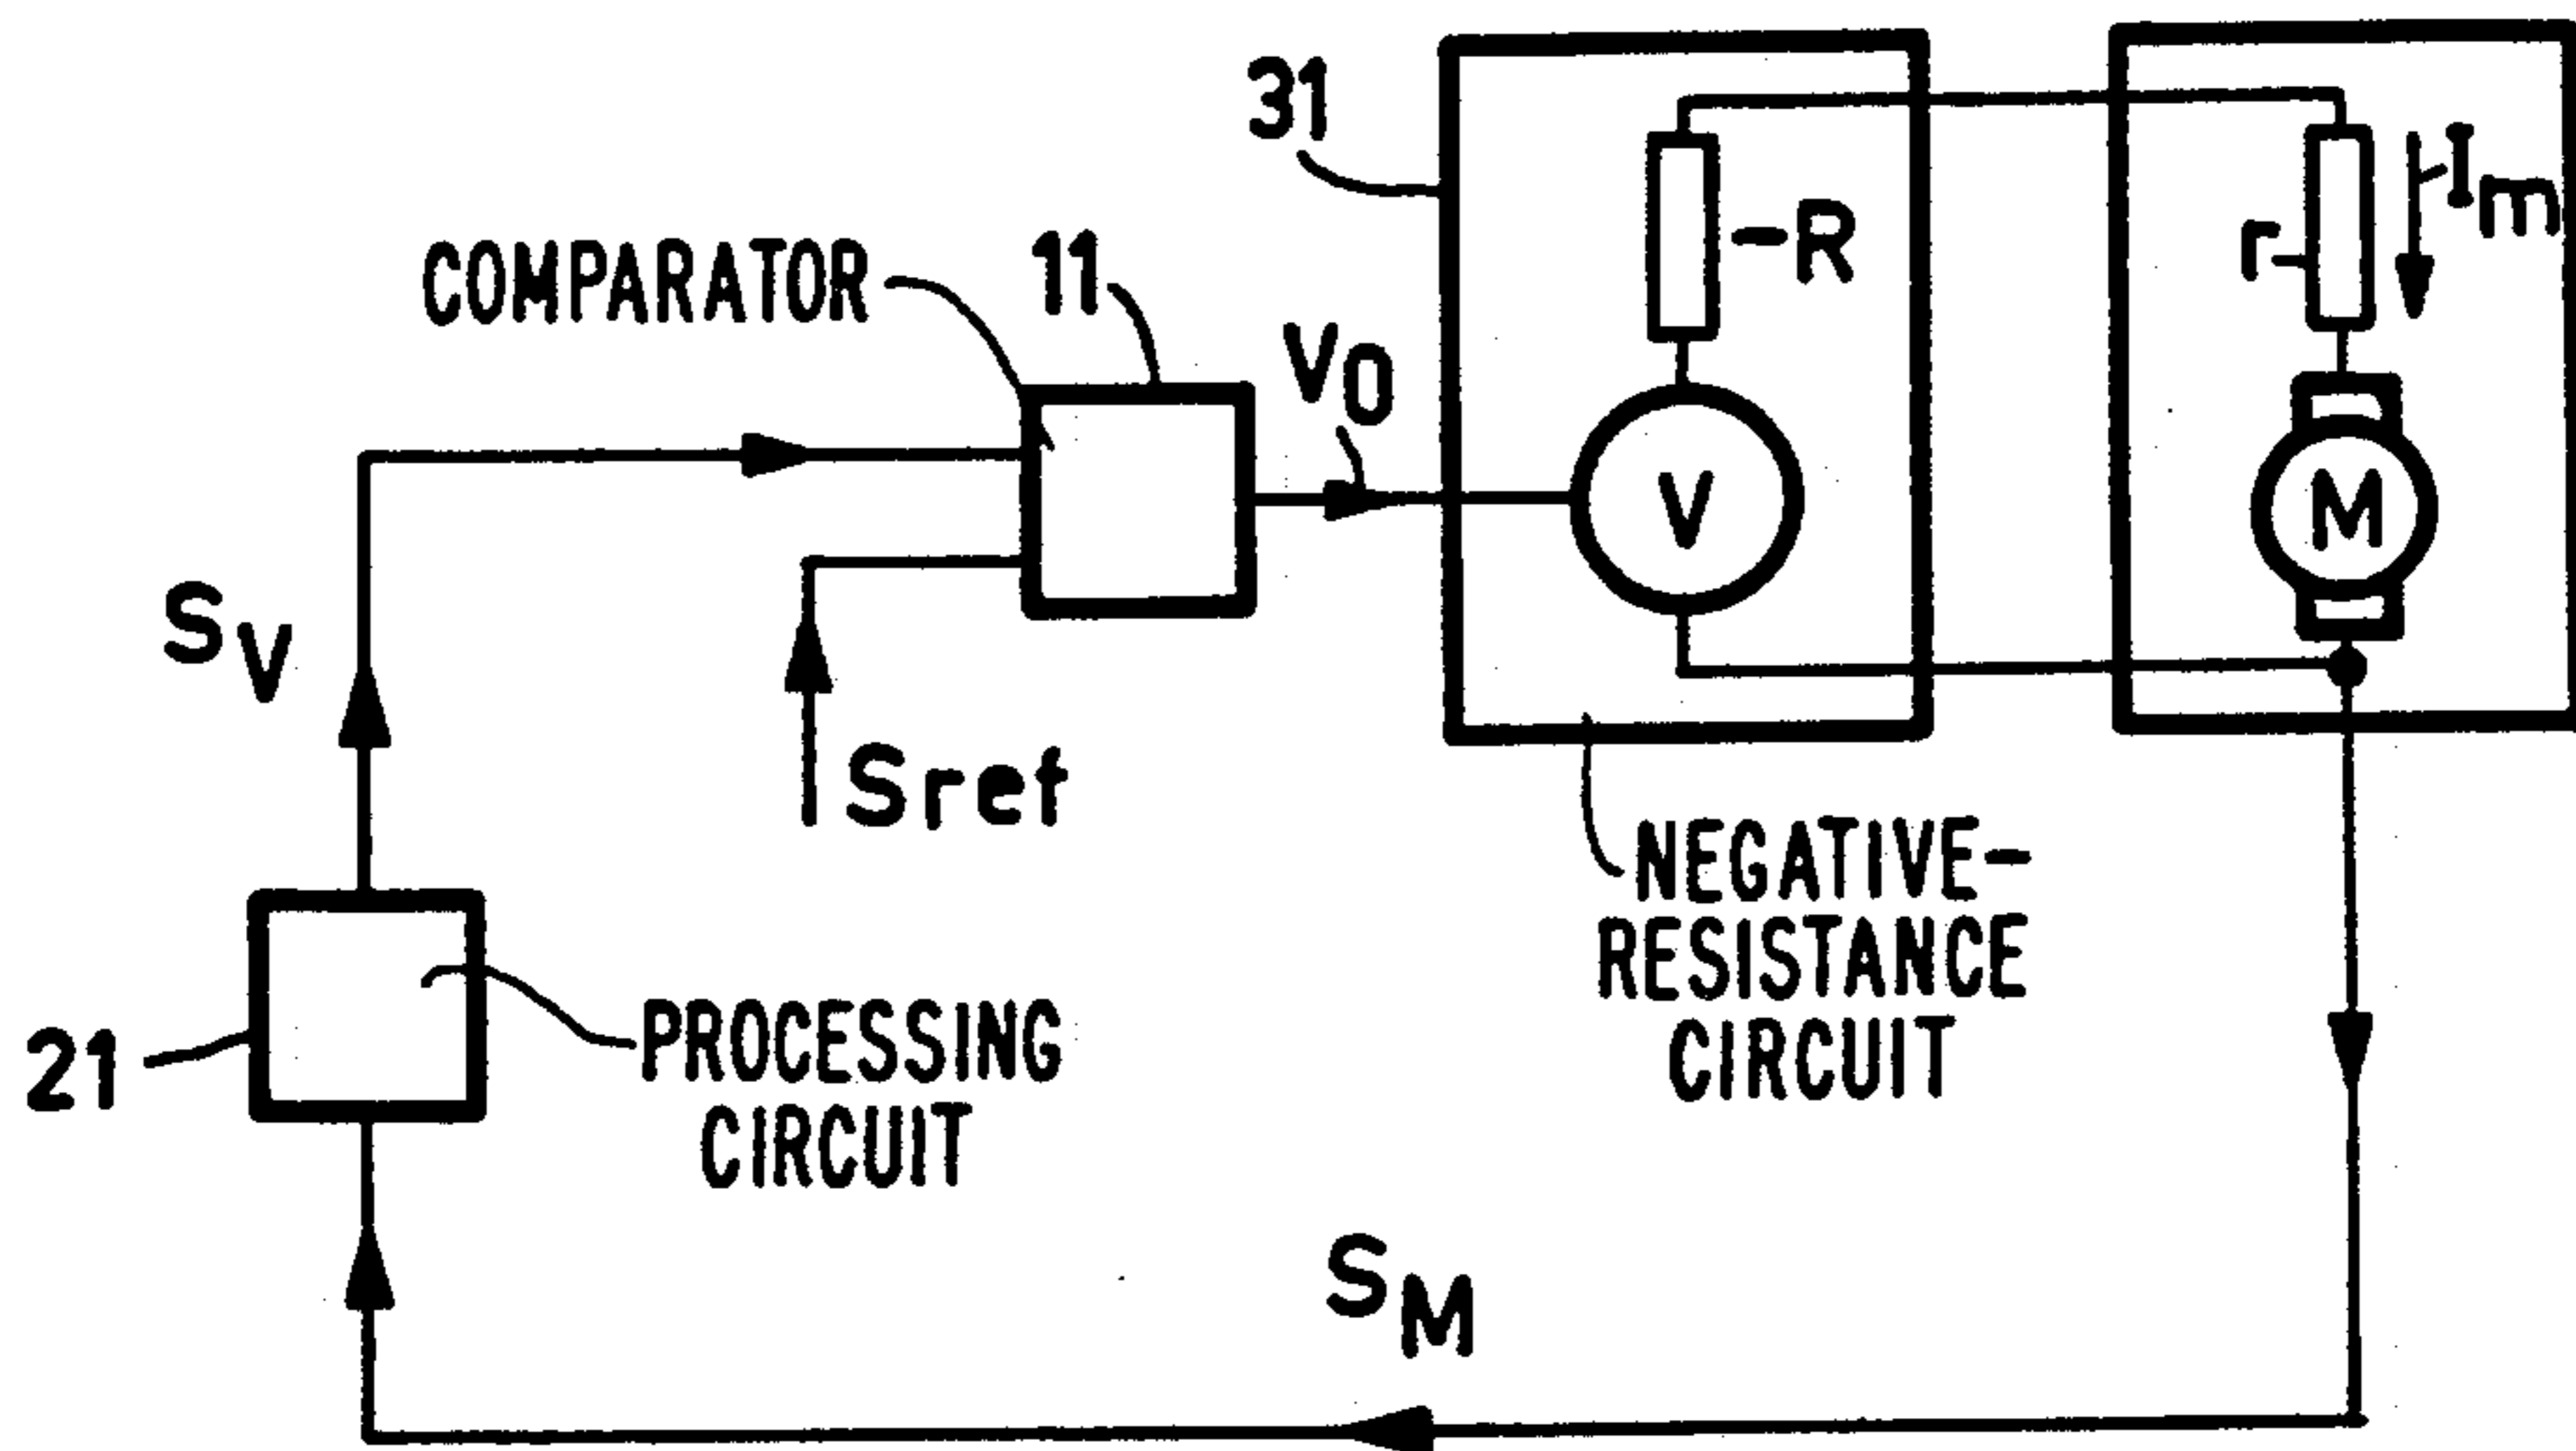 31
COMPARATOR
11
V0
-R
r
Im
V
M
SV
Sref
NEGATIVE-
RESISTANCE
CIRCUIT
21
PROCESSING
CIRCUIT
SM